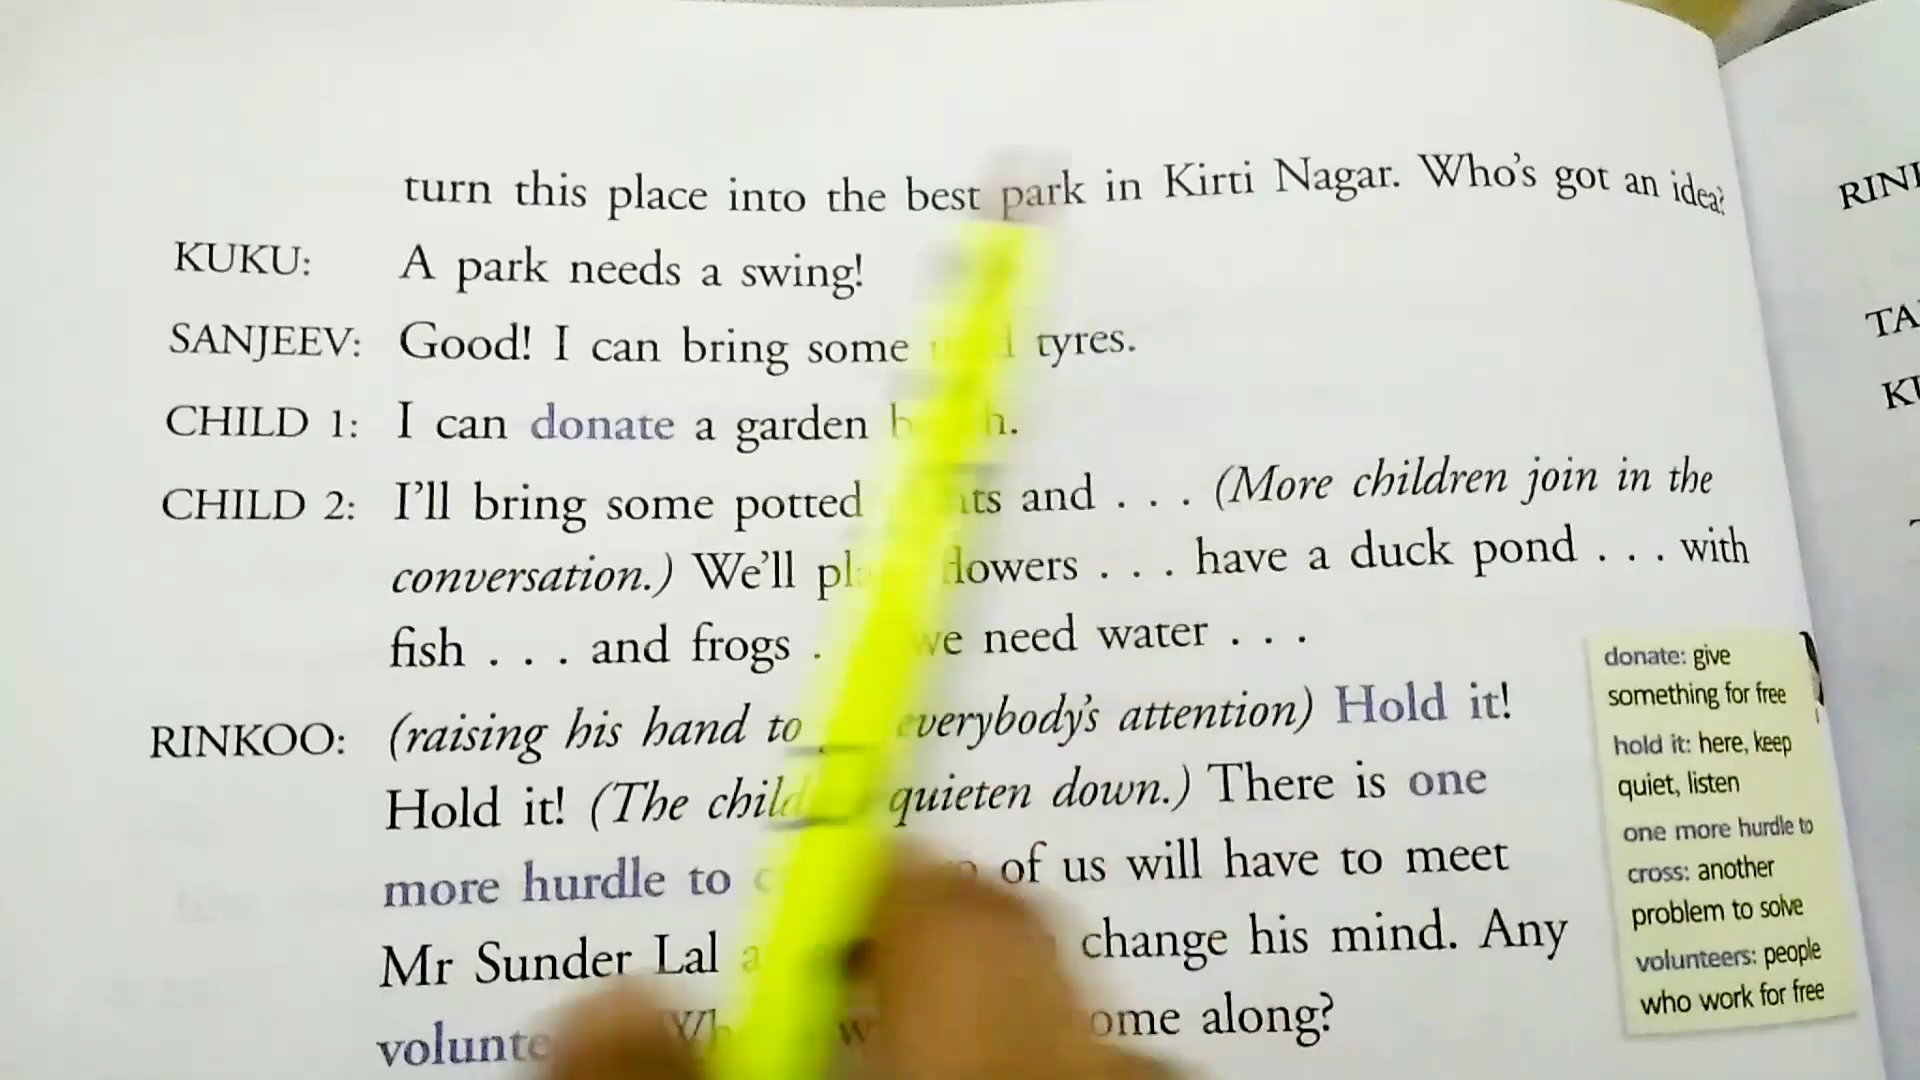 turn this place into the best park in Kirti Nagar. Who's got an idea?
KUKU: A park needs a swing!
SANJEEV: Good! I can bring some tyres.
CHILD 1: I can donate a garden
CHILD 2: I'll bring some potted and . . . (More children join in the
conversation.) We'll flowers . . . have a duck pond . . . with
fish . . . and frogs . we need water . . .
RINKOO: (raising his hand to everybody's attention) Hold it!
Hold it! (The quieten down.) There is one
more hurdle to of us will have to meet
Mr Sunder Lal change his mind. Any
along?
donate: give
something for free
hold it: here, keep
quiet, listen
one more hurdle to
cross: another
problem to solve
volunteers: people
who work for free